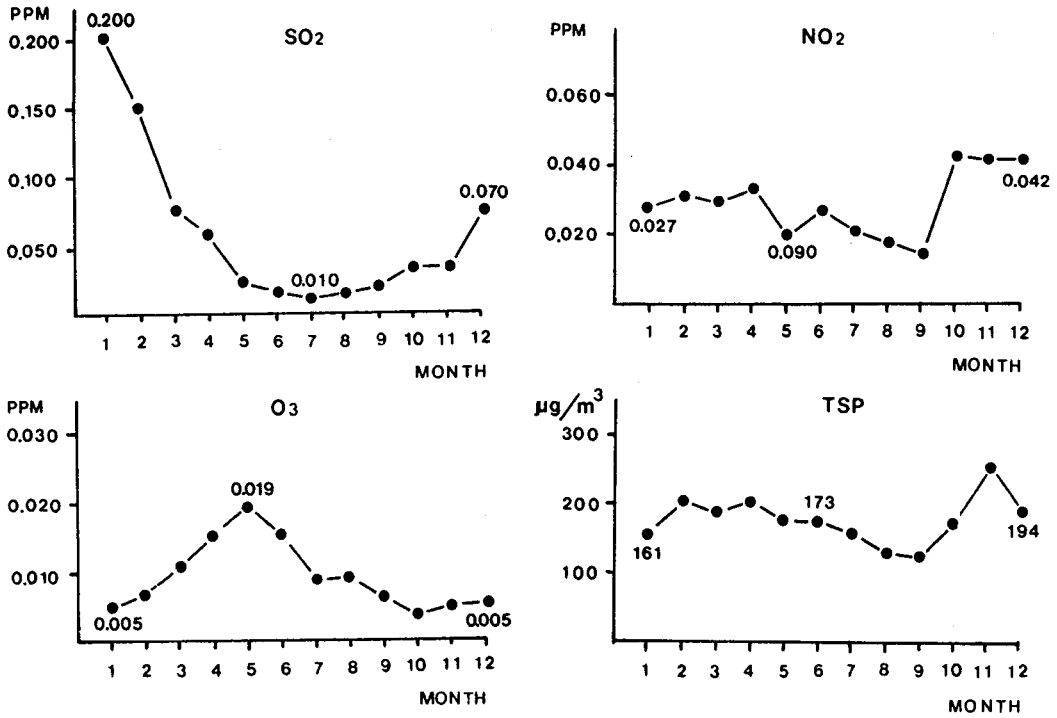 PPM
SO2
0.200
0.200
0.150
0.100
0.050
0.010
0.070
1 2 3 4 5 6 7 8 9 10 11 12
MONTH
PPM
NO2
0.060
0.040
0.020
0.027
0.090
0.042
1 2 3 4 5 6 7 8 9 10 11 12
MONTH
PPM
O3
0.030
0.020
0.010
0.005
0.019
0.005
1 2 3 4 5 6 7 8 9 10 11 12
MONTH
µg/m3
TSP
300
200
100
161
173
194
1 2 3 4 5 6 7 8 9 10 11 12
MONTH